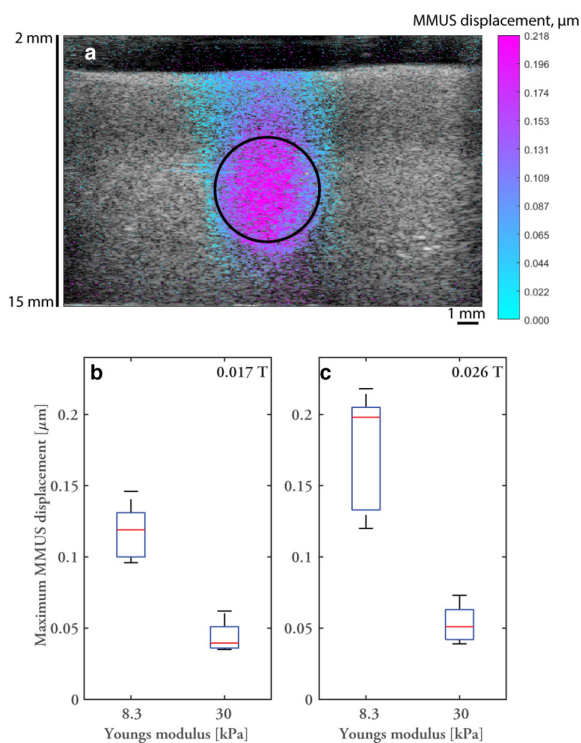 MMUS displacement, μm
2 mm
a
0.218
0.196
0.174
0.153
0.131
0.109
0.087
0.065
0.044
0.022
0.000
15 mm
1 mm
b
0.017 T
c
0.026 T
Maximum MMUS displacement [μm]
0.2
0.15
0.1
0.05
0
8.3
30
Youngs modulus [kPa]
0.2
0.15
0.1
0.05
0
8.3
30
Youngs modulus [kPa]